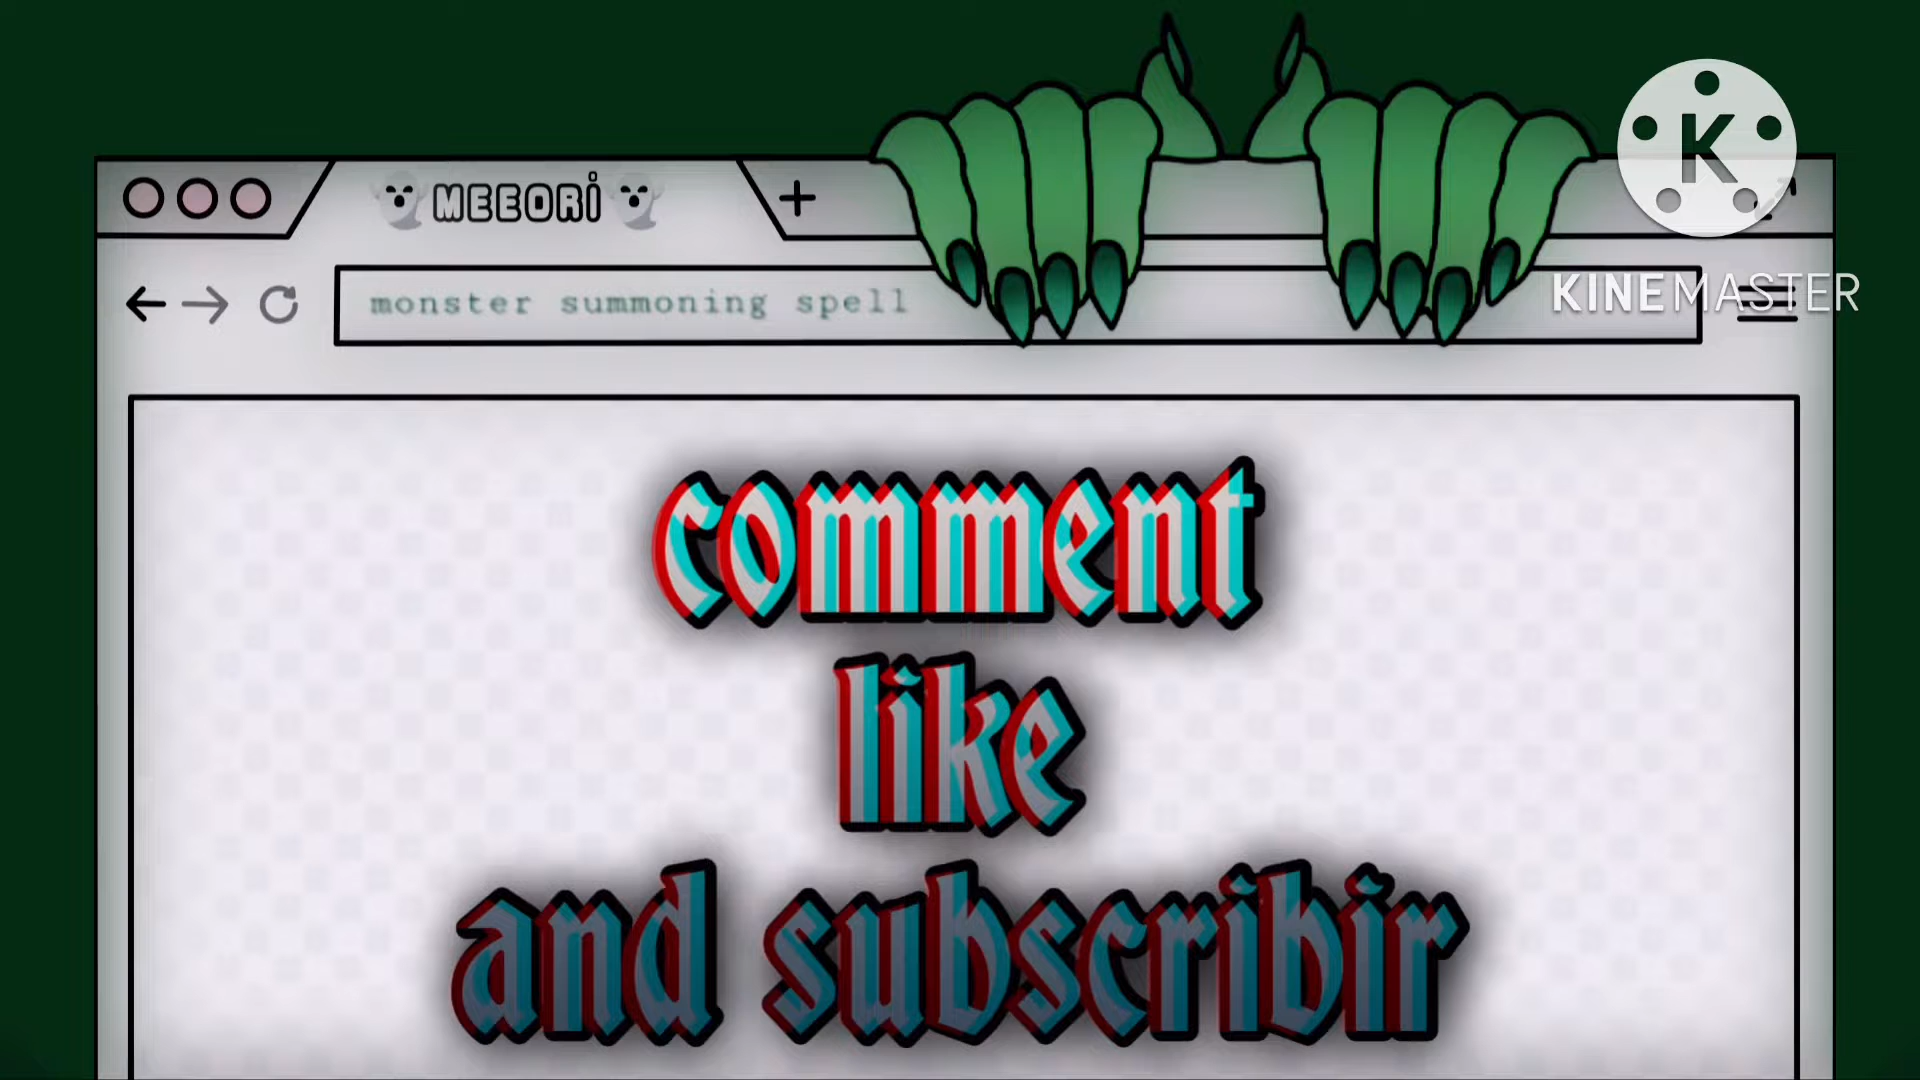 MEEORİ
monster summoning spell
K
KINEMASTER
comment
like
and subscribir